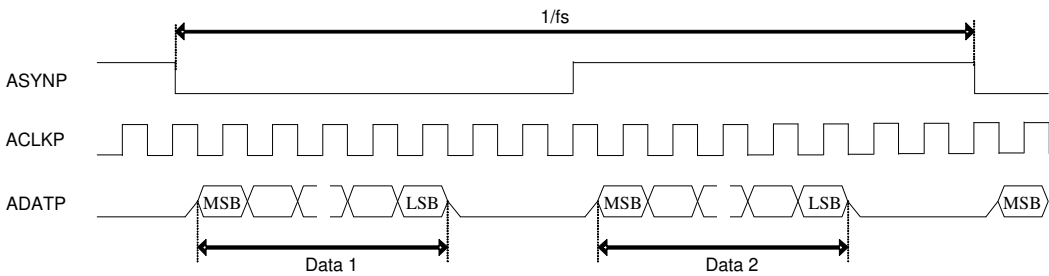 1/fs
ASYNP
ACLKP
ADATP
MSB
LSB
MSB
LSB
MSB
Data 1
Data 2